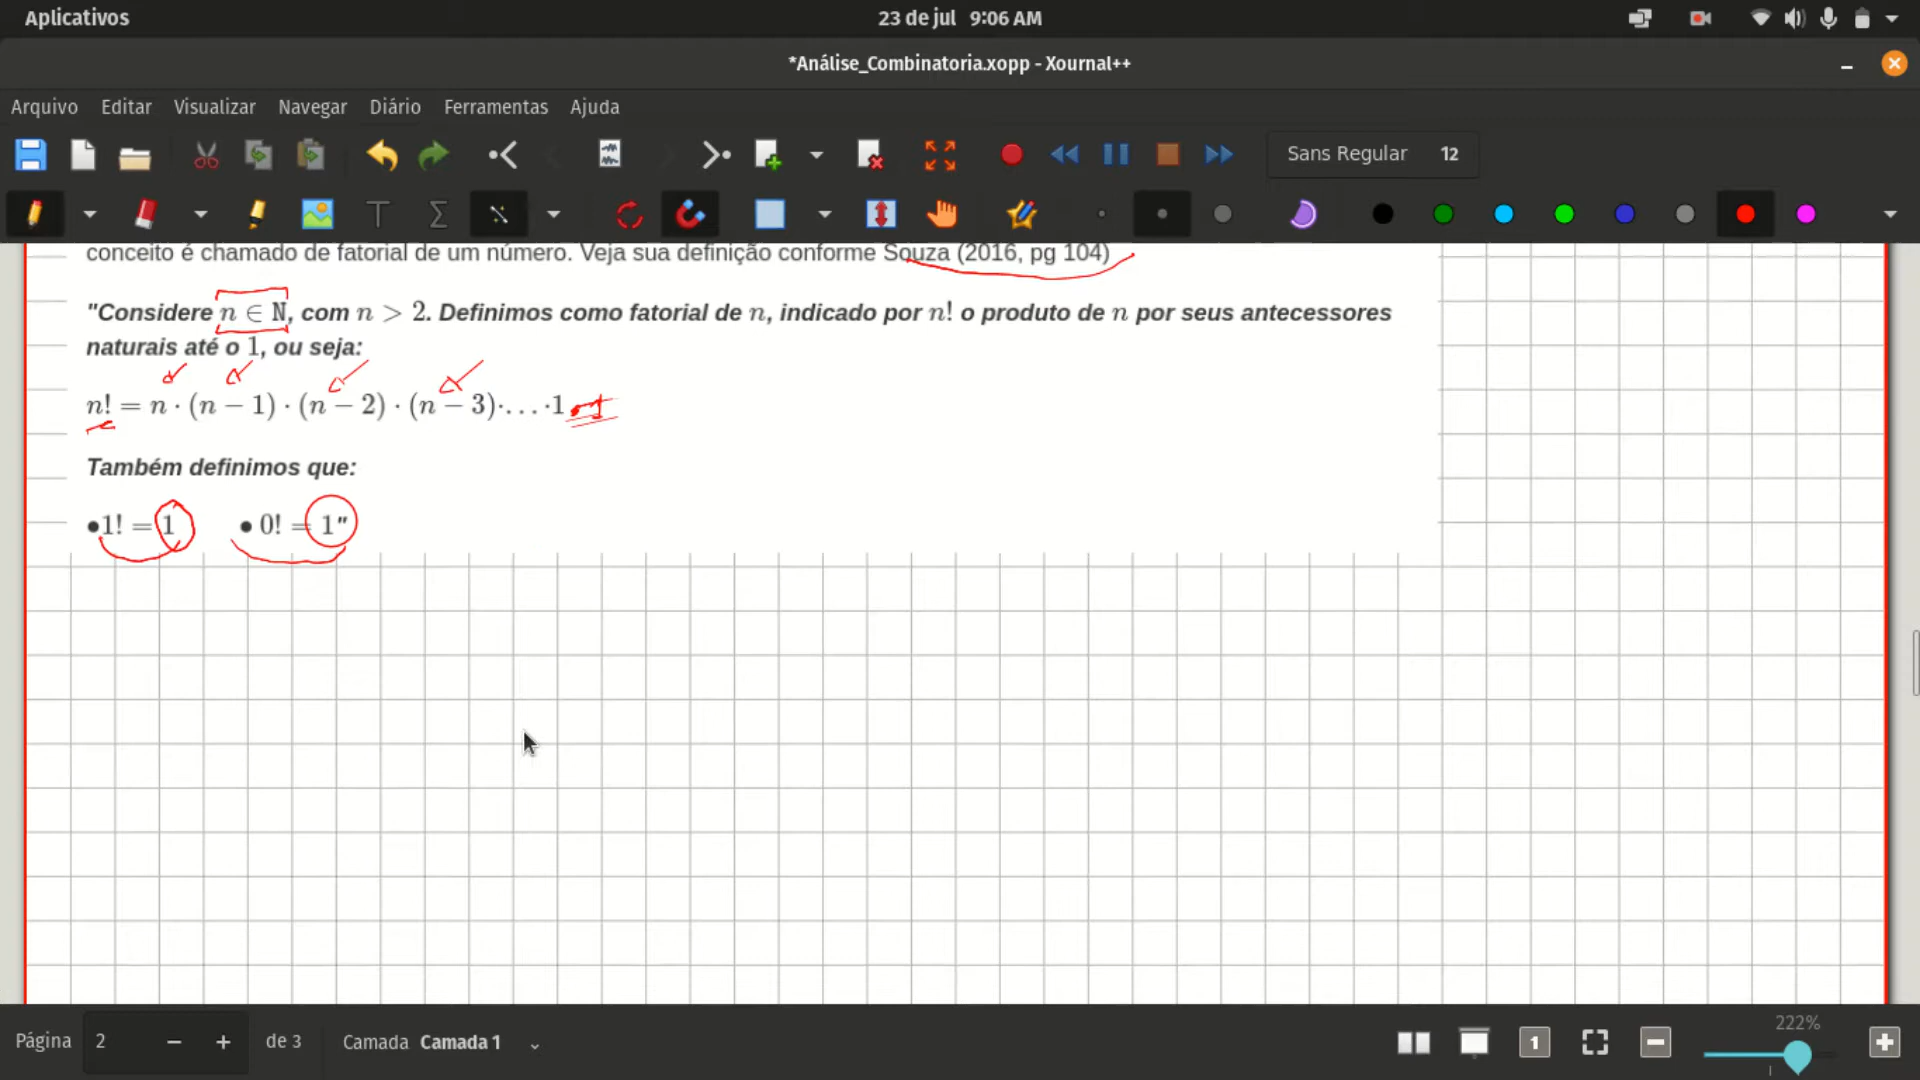 Aplicativos
23 de jul 9:06 AM
*Análise_Combinatoria.xopp - Xournal++
Arquivo Editar Visualizar Navegar Diário Ferramentas Ajuda
Sans Regular 12
conceito é chamado de fatorial de um número. Veja sua definição conforme Souza (2016, pg 104)
"Considere n ∈ ℕ, com n > 2. Definimos como fatorial de n, indicado por n! o produto de n por seus antecessores
naturais até o 1, ou seja:
n! = n · (n − 1) · (n − 2) · (n − 3)·. . . ·1
Também definimos que:
•1! = 1 • 0! = 1"
Página 2 de 3 Camada Camada 1
1
222%